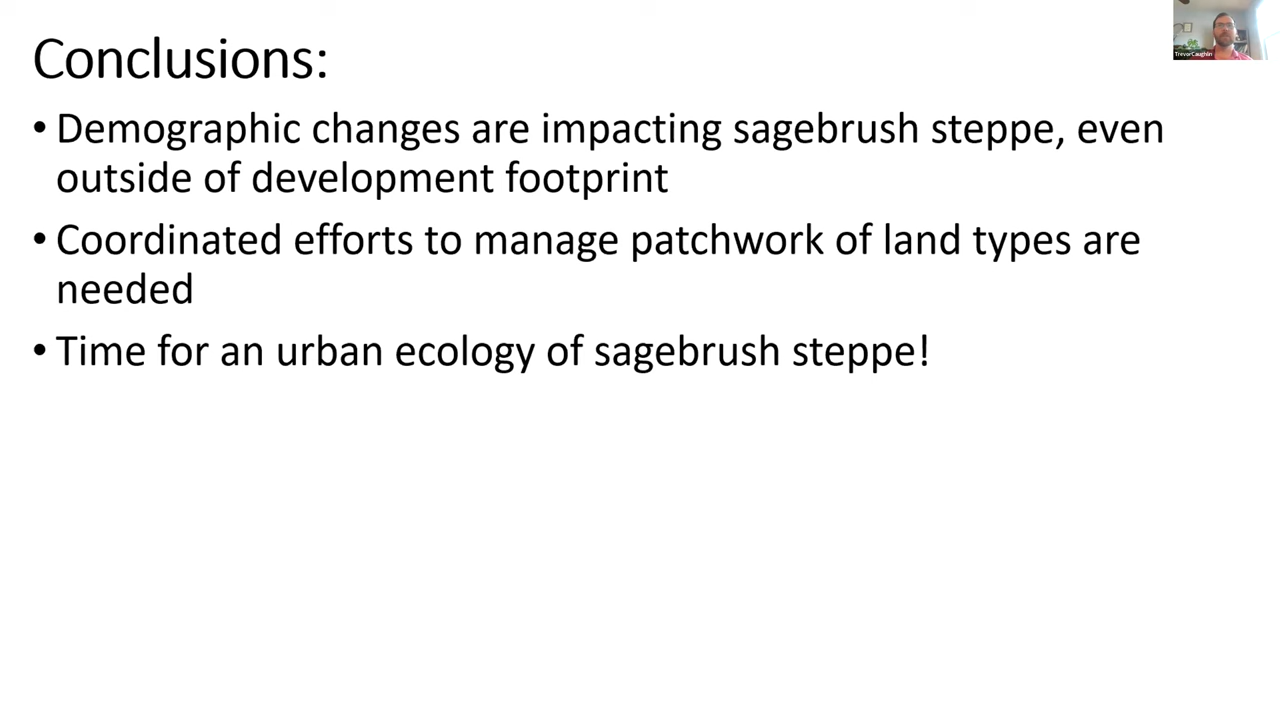 Conclusions:
• Demographic changes are impacting sagebrush steppe, even
outside of development footprint
• Coordinated efforts to manage patchwork of land types are
needed
• Time for an urban ecology of sagebrush steppe!
TrevorCaughlin